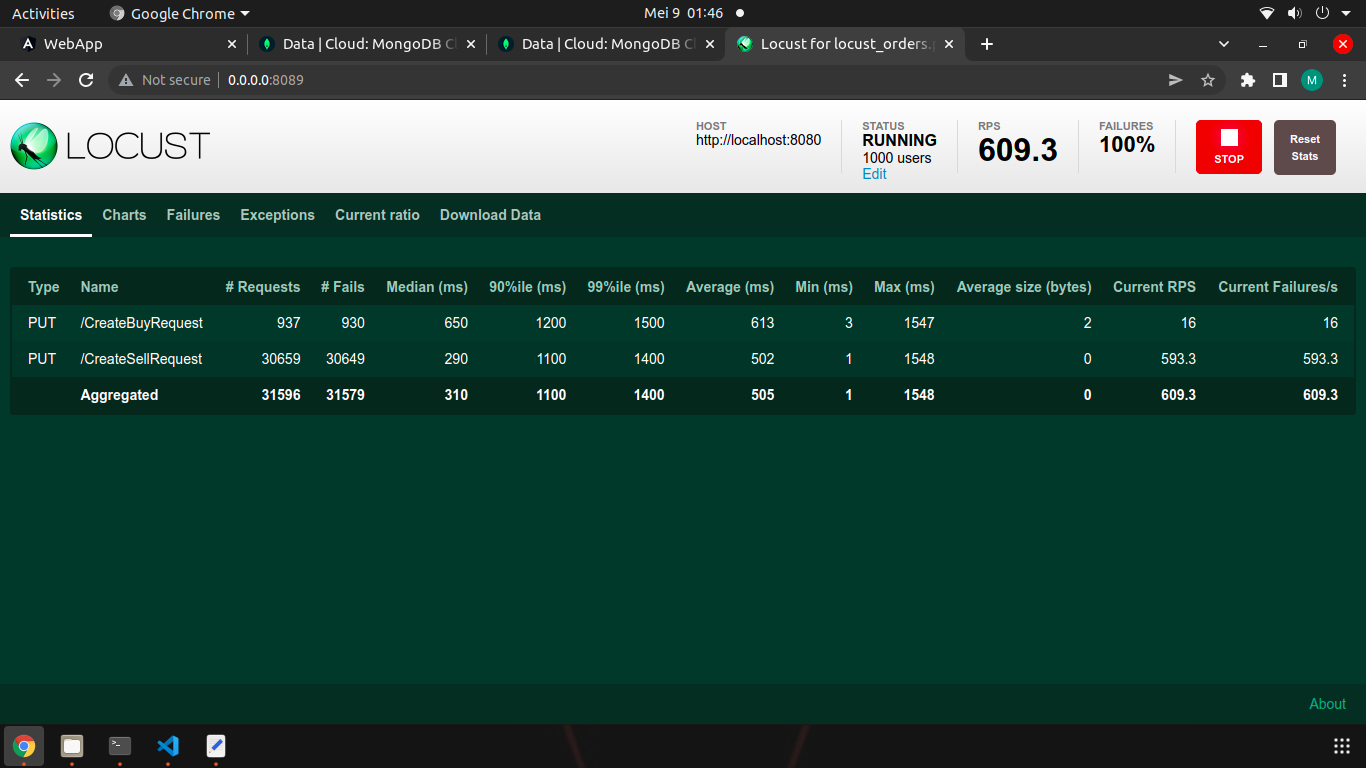 Activities Google Chrome Mei 9 01:46
WebApp Data | Cloud: MongoDB Cl Data | Cloud: MongoDB Cl Locust for locust_orders.
Not secure 0.0.0.0:8089 M
LOCUST
HOST
http://localhost:8080
STATUS
RUNNING
1000 users
Edit
RPS
609.3
FAILURES
100%
STOP
Reset
Stats
Statistics Charts Failures Exceptions Current ratio Download Data
Type Name # Requests # Fails Median (ms) 90%ile (ms) 99%ile (ms) Average (ms) Min (ms) Max (ms) Average size (bytes) Current RPS Current Failures/s
PUT /CreateBuyRequest 937 930 650 1200 1500 613 3 1547 2 16 16
PUT /CreateSellRequest 30659 30649 290 1100 1400 502 1 1548 0 593.3 593.3
Aggregated 31596 31579 310 1100 1400 505 1 1548 0 609.3 609.3
About